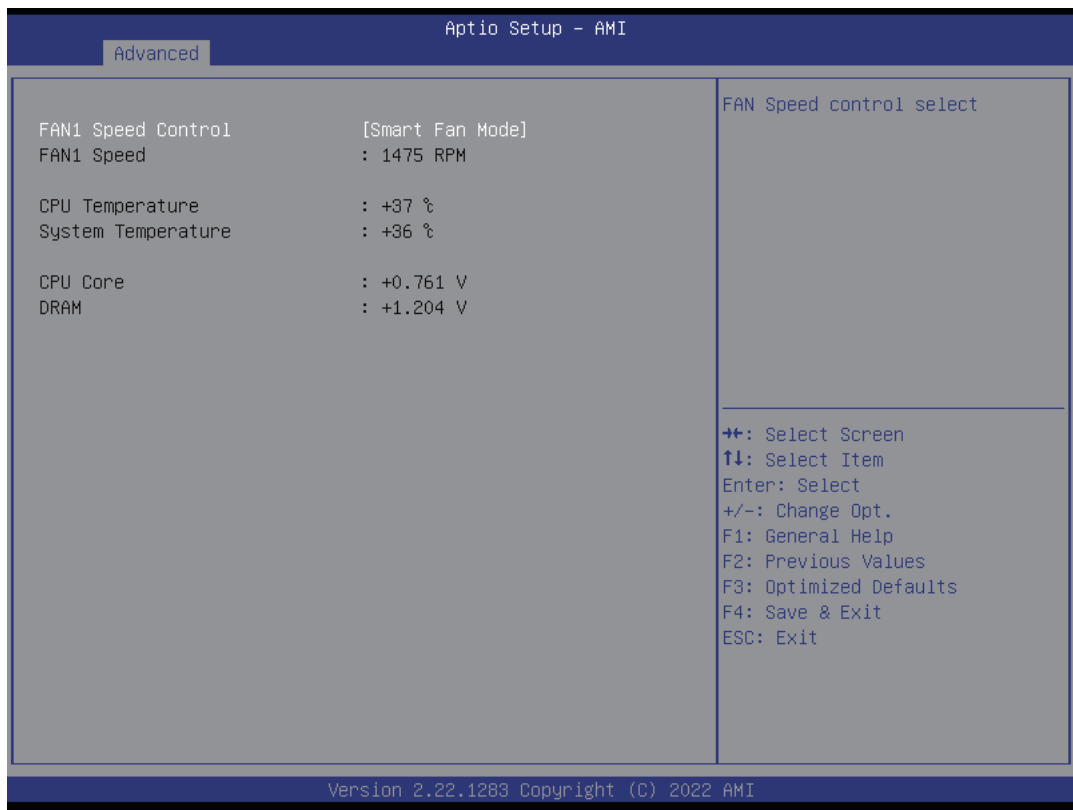 Aptio Setup – AMI
Advanced
FAN1 Speed Control [Smart Fan Mode]
FAN1 Speed : 1475 RPM
CPU Temperature : +37 ℃
System Temperature : +36 ℃
CPU Core : +0.761 V
DRAM : +1.204 V
FAN Speed control select
→←: Select Screen
↑↓: Select Item
Enter: Select
+/-: Change Opt.
F1: General Help
F2: Previous Values
F3: Optimized Defaults
F4: Save & Exit
ESC: Exit
Version 2.22.1283 Copyright (C) 2022 AMI